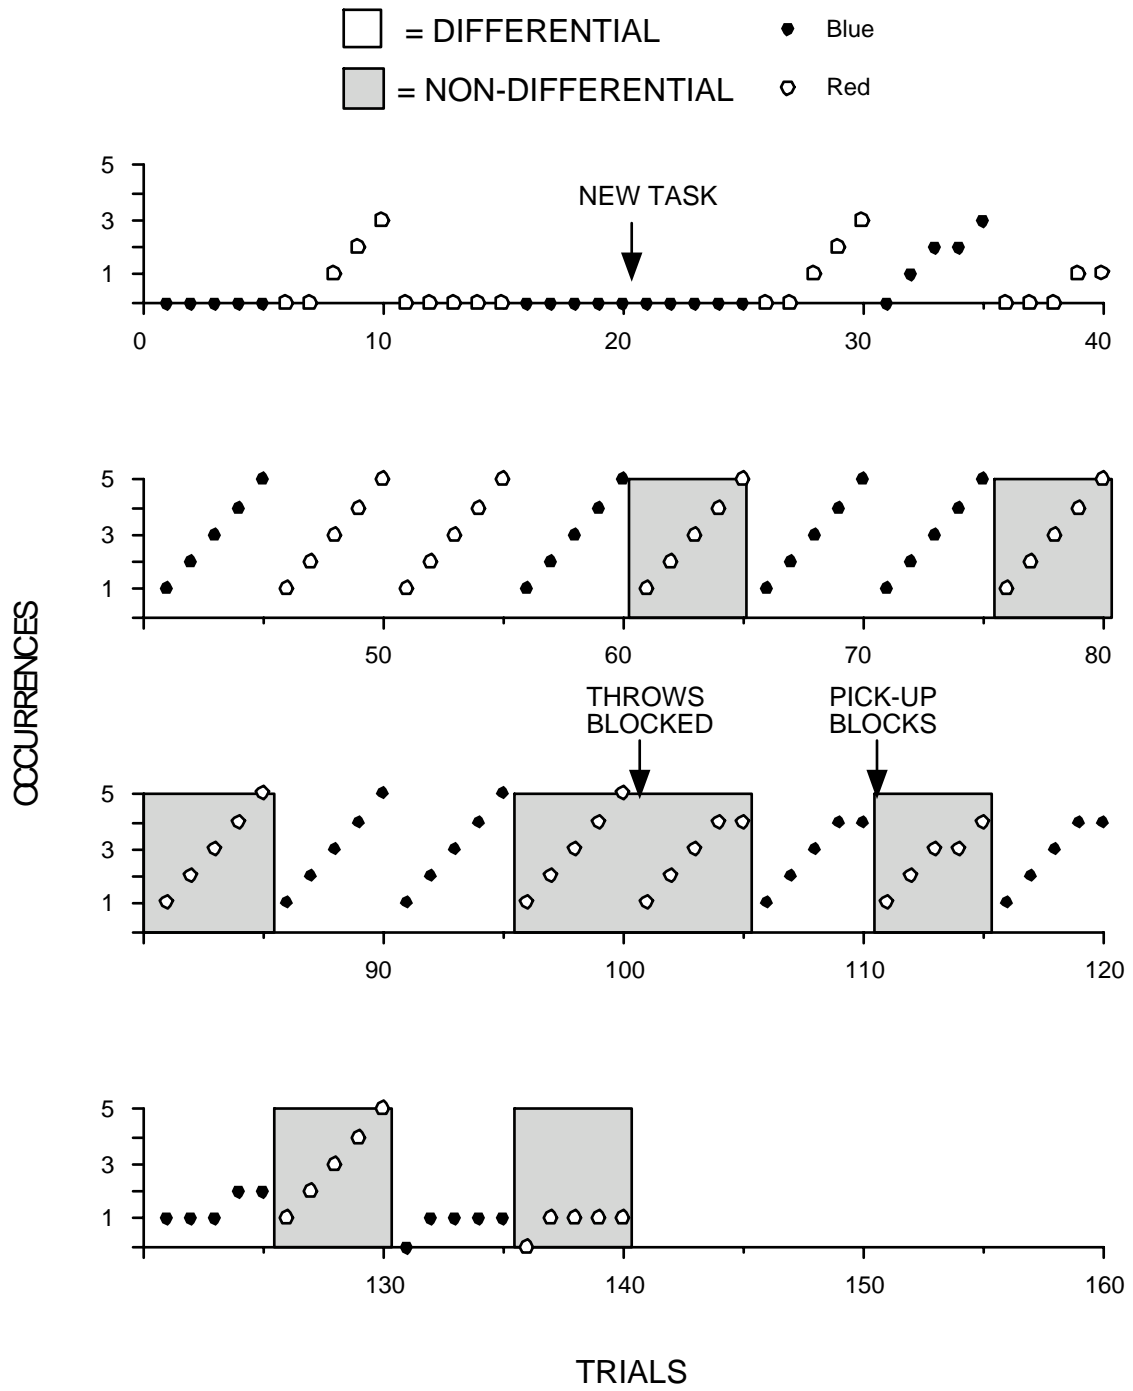 = DIFFERENTIAL
Blue
= NON-DIFFERENTIAL
Red
5
3
1
NEW TASK
0 10 20 30 40
5
3
1
50 60 70 80
OCCURRENCES
THROWS
BLOCKED
PICK-UP
BLOCKS
5
3
1
90 100 110 120
5
3
1
130 140 150 160
TRIALS